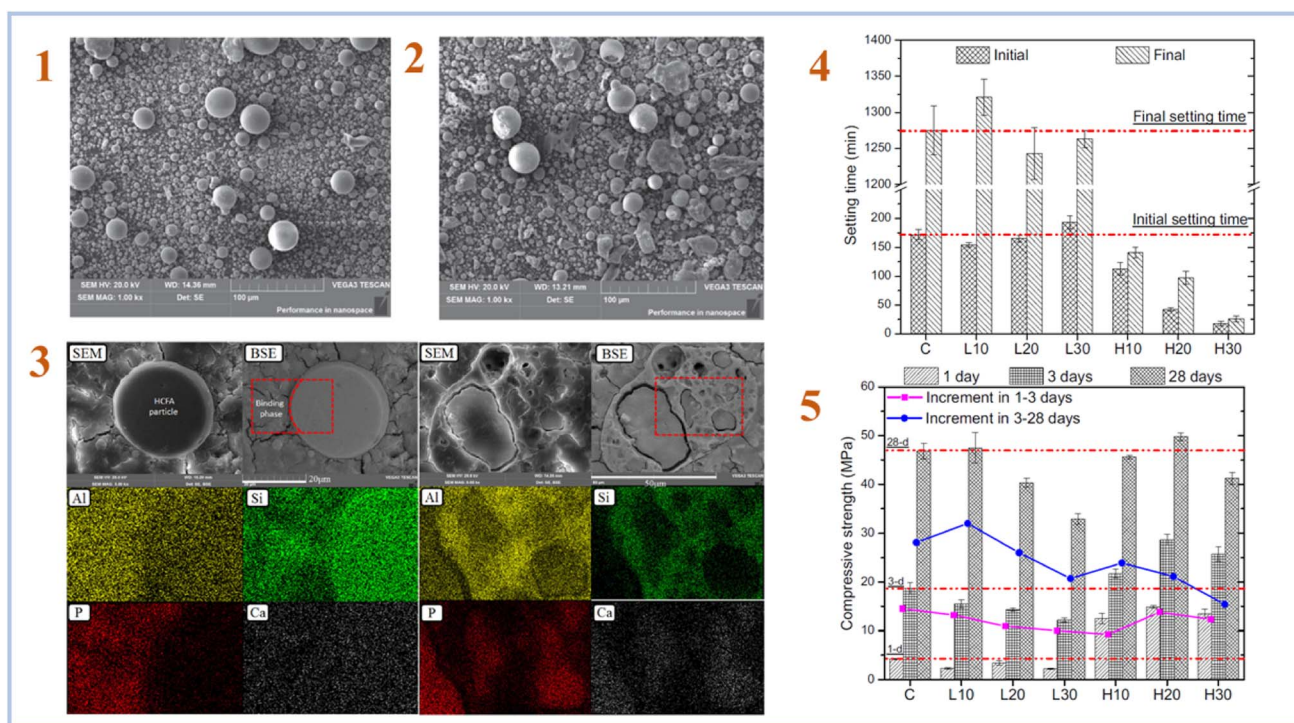 1
SEM HV: 20.0 kV
WD: 14.36 mm
VEGA3 TESCAN
SEM MAG: 1.00 kx
Det: SE
100 µm
Performance in nanospace
2
SEM HV: 20.0 kV
WD: 13.21 mm
VEGA3 TESCAN
SEM MAG: 1.00 kx
Det: SE
100 µm
Performance in nanospace
3
SEM
HCFA
particle
BSE
Binding
phase
20µm
SEM
BSE
50µm
Al
Si
Al
Si
P
Ca
P
Ca
4
Initial
Final
Final setting time
Initial setting time
Setting time (min)
1400
1350
1300
1250
1200
200
150
100
50
0
C L10 L20 L30 H10 H20 H30
5
1 day
3 days
28 days
Increment in 1-3 days
Increment in 3-28 days
Compressive strength (MPa)
60
50
40
30
20
10
0
28-d
3-d
1-d
C L10 L20 L30 H10 H20 H30